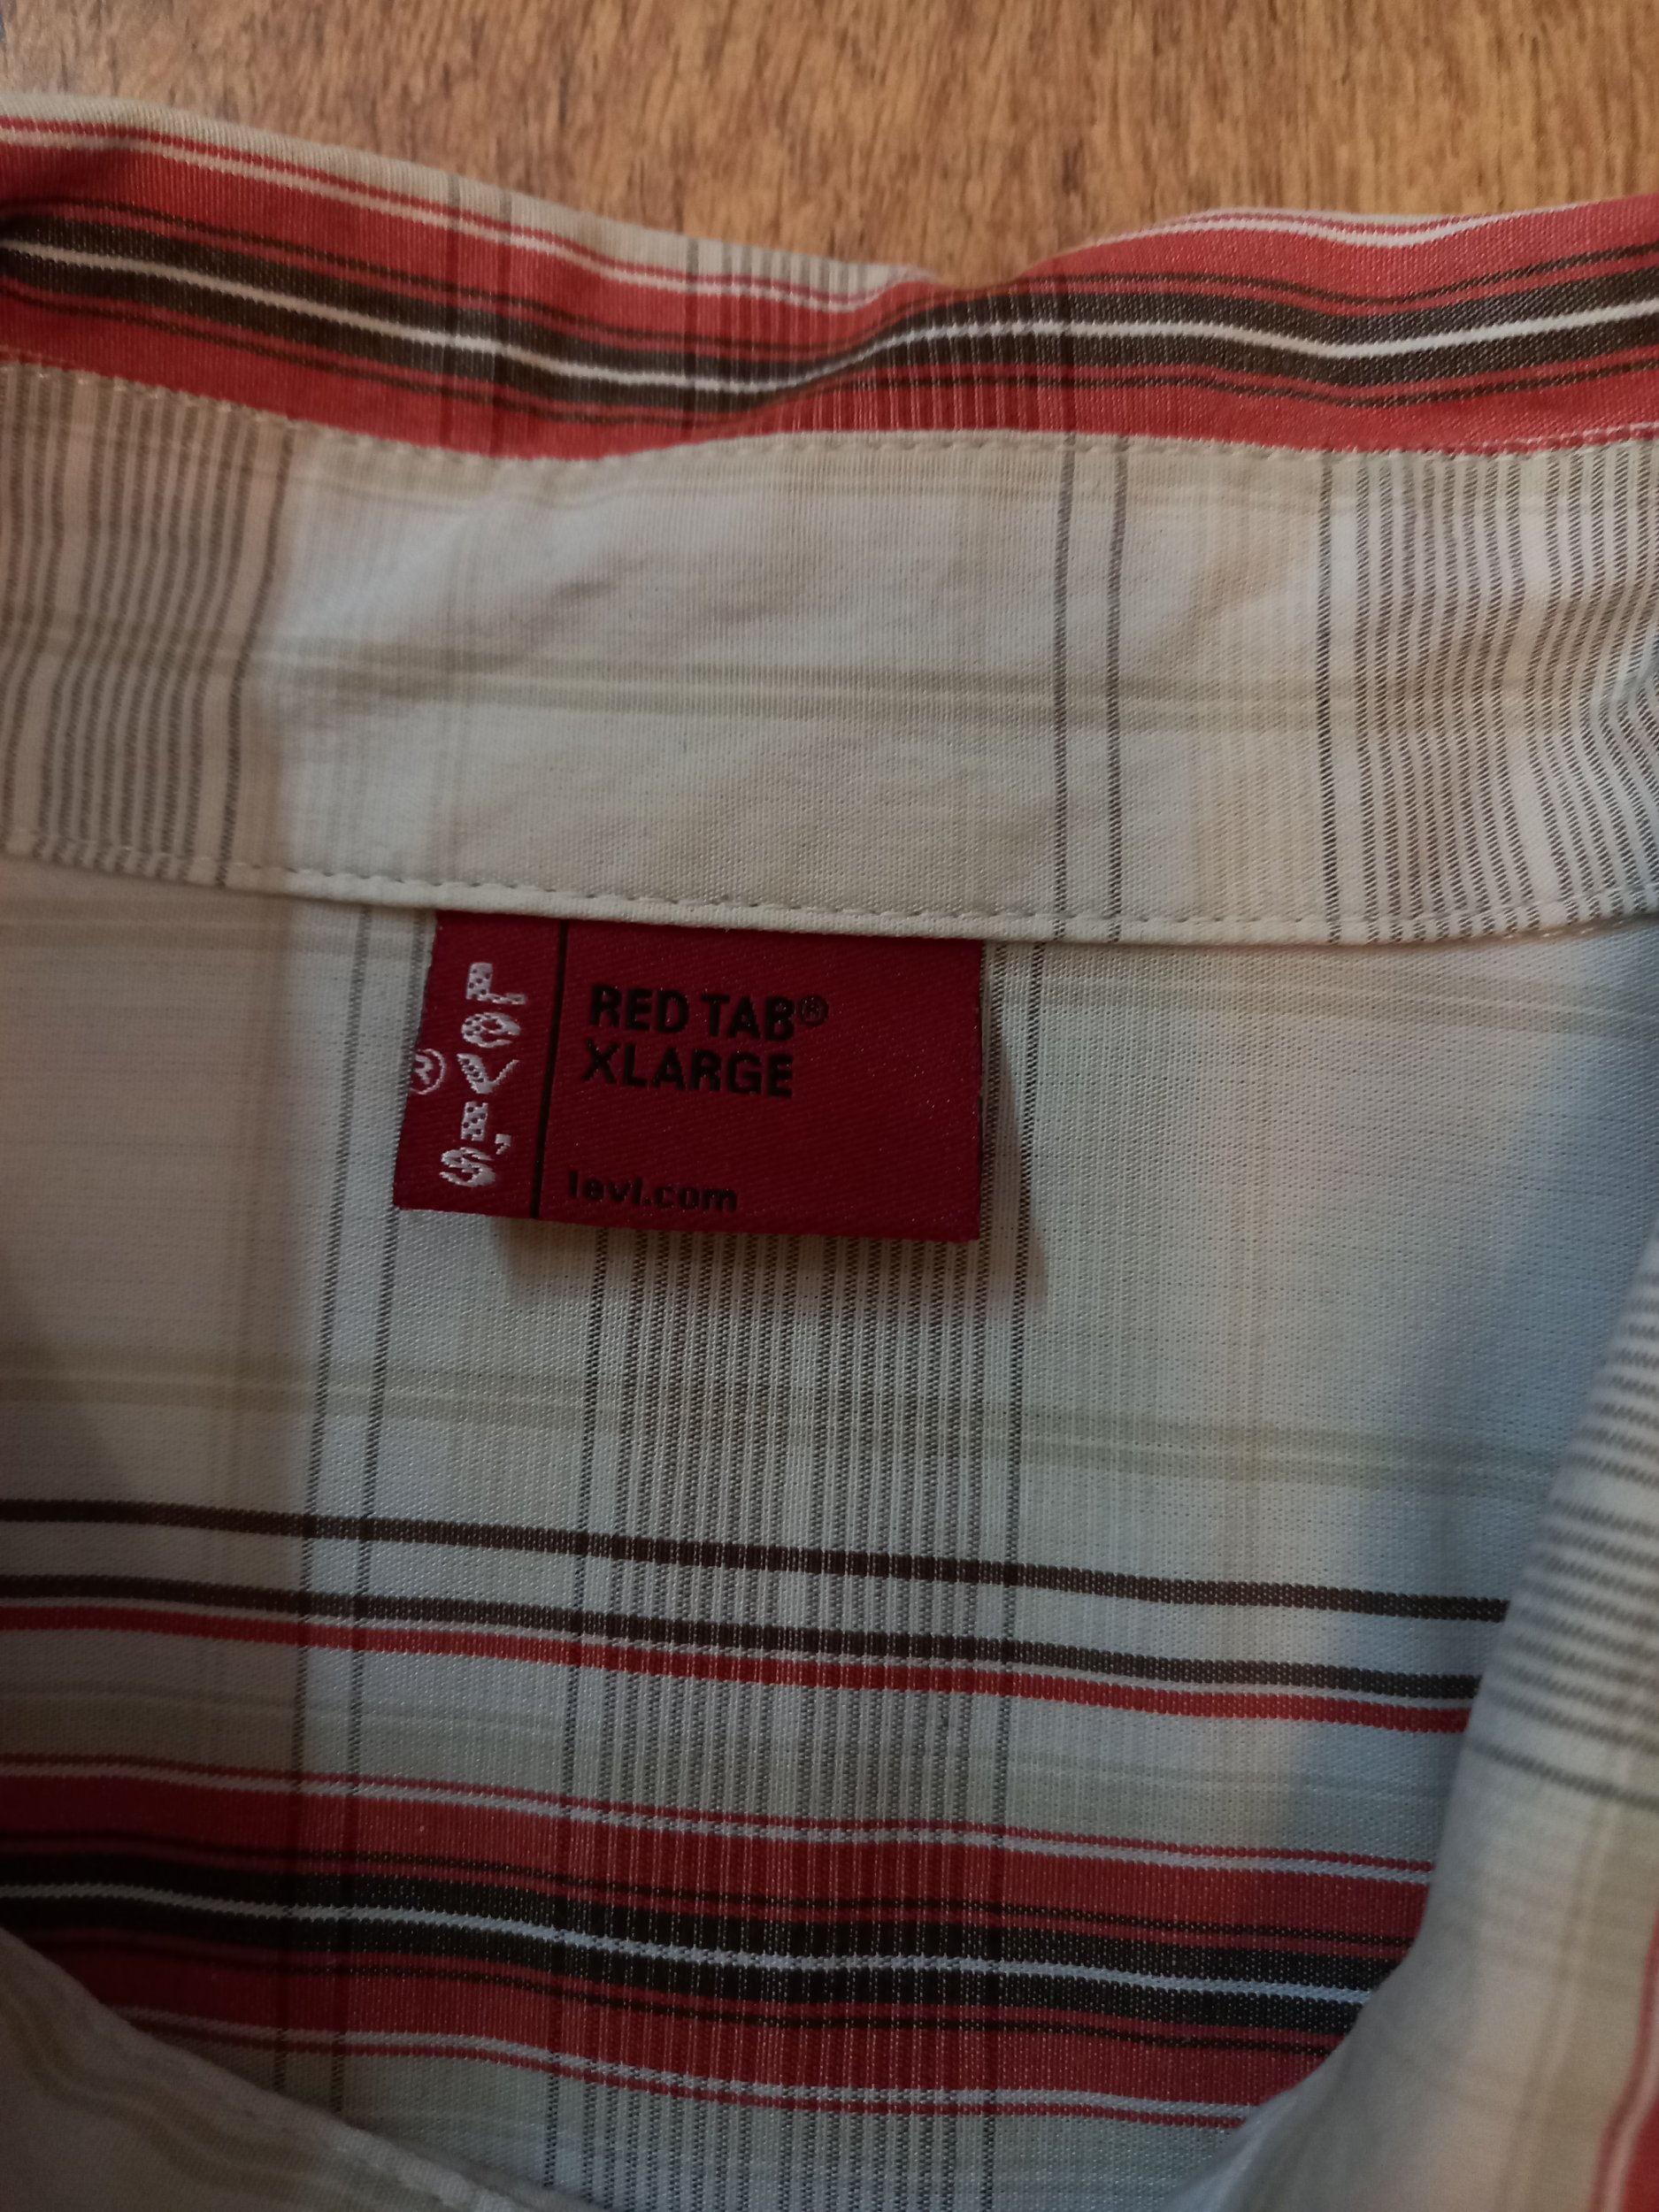 LEVI'S
®
RED TAB®
XLARGE
levi.com